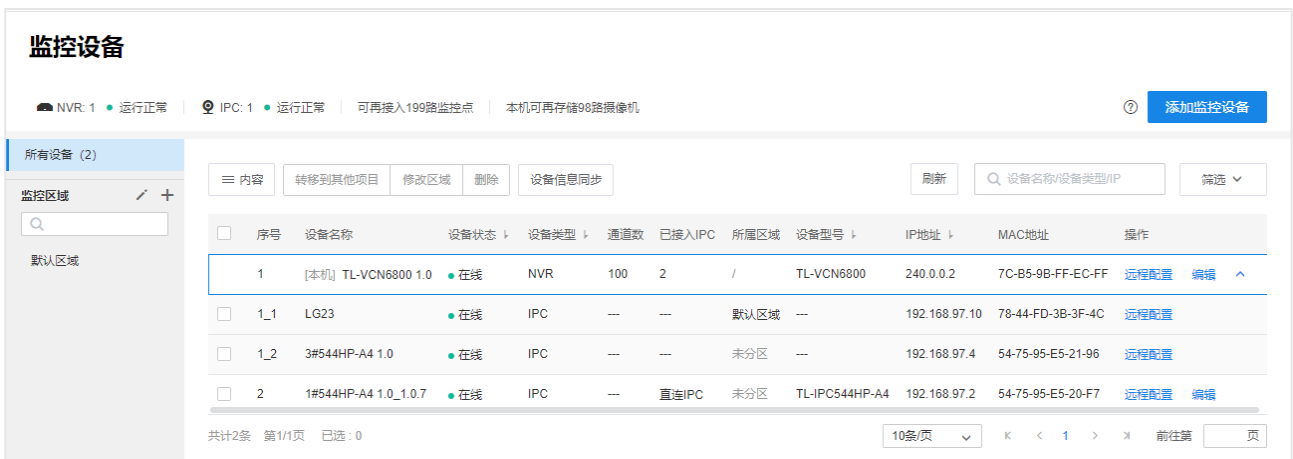 监控设备
NVR: 1 运行正常 IPC: 1 运行正常 可再接入199路监控点 本机可再存储98路摄像机 添加监控设备
所有设备 (2)
监控区域
默认区域
内容 转移到其他项目 修改区域 删除 设备信息同步 刷新 设备名称/设备类型/IP 筛选
序号 设备名称 设备状态 设备类型 通道数 已接入IPC 所属区域 设备型号 IP地址 MAC地址 操作
1 [本机] TL-VCN6800 1.0 在线 NVR 100 2 / TL-VCN6800 240.0.0.2 7C-B5-9B-FF-EC-FF 远程配置 编辑
1_1 LG23 在线 IPC --- --- 默认区域 --- 192.168.97.10 78-44-FD-3B-3F-4C 远程配置
1_2 3#544HP-A4 1.0 在线 IPC --- --- 未分区 --- 192.168.97.4 54-75-95-E5-21-96 远程配置
2 1#544HP-A4 1.0_1.0.7 在线 IPC --- 直连IPC 未分区 TL-IPC544HP-A4 192.168.97.2 54-75-95-E5-20-F7 远程配置 编辑
共计2条 第1/1页 已选 : 0 10条/页 1 前往第 页